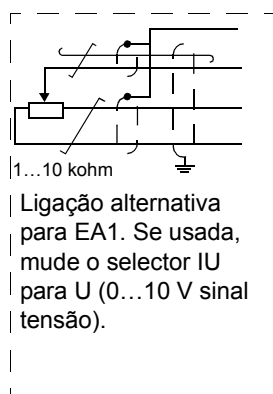 1…10 kohm
Ligação alternativa
para EA1. Se usada,
mude o selector IU
para U (0…10 V sinal
tensão).